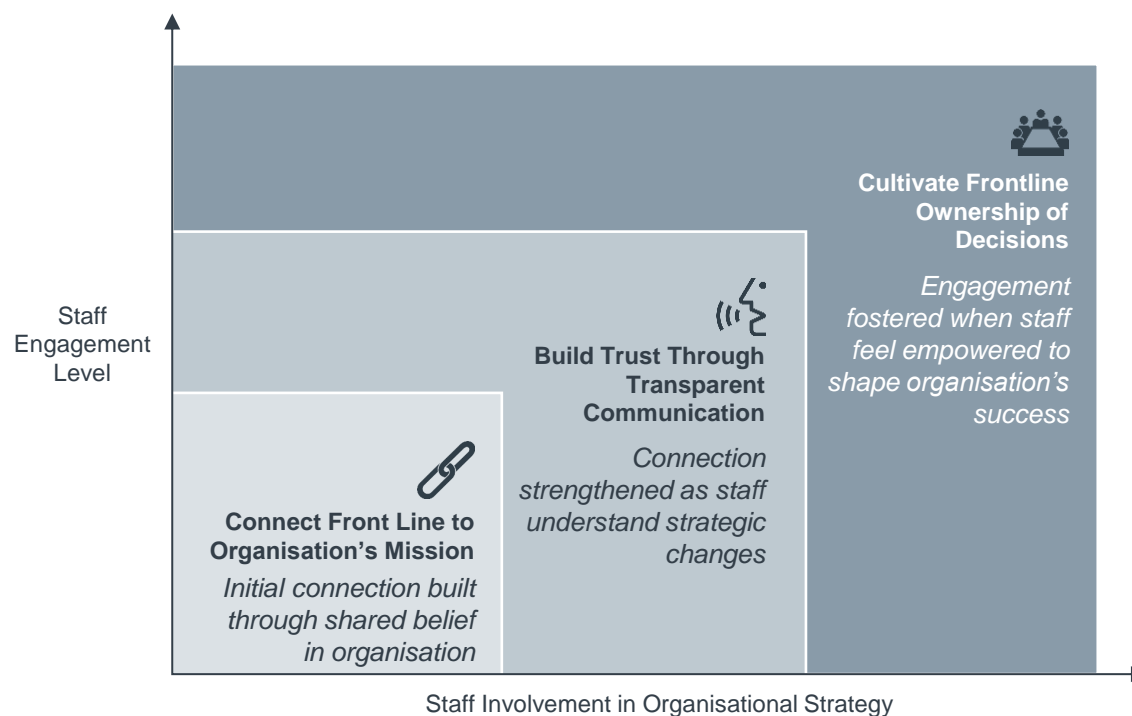 Cultivate Frontline
Ownership of
Decisions
Engagement
fostered when staff
feel empowered to
shape organisation’s
success
Staff
Engagement
Level
Build Trust Through
Transparent
Communication
Connection
strengthened as staff
understand strategic
changes
Connect Front Line to
Organisation’s Mission
Initial connection built
through shared belief
in organisation
Staff Involvement in Organisational Strategy